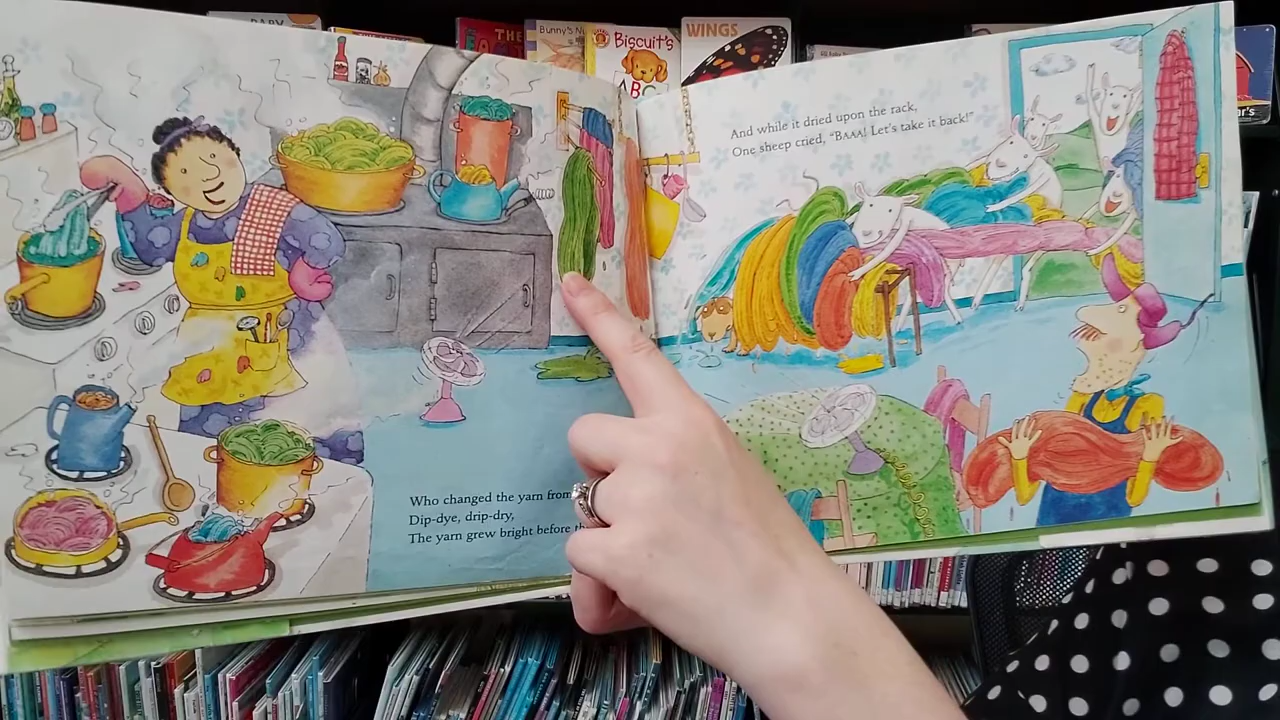 BABY
THE
Bunny's
Biscuit's
ABC
WINGS
And while it dried upon the rack,
One sheep cried, "BAAA! Let's take it back!"
Who changed the yarn from
Dip-dye, drip-dry,
The yarn grew bright before